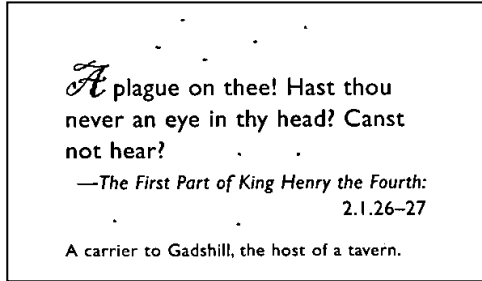 A plague on thee! Hast thou
never an eye in thy head? Canst
not hear?
—The First Part of King Henry the Fourth:
2.1.26–27
A carrier to Gadshill, the host of a tavern.